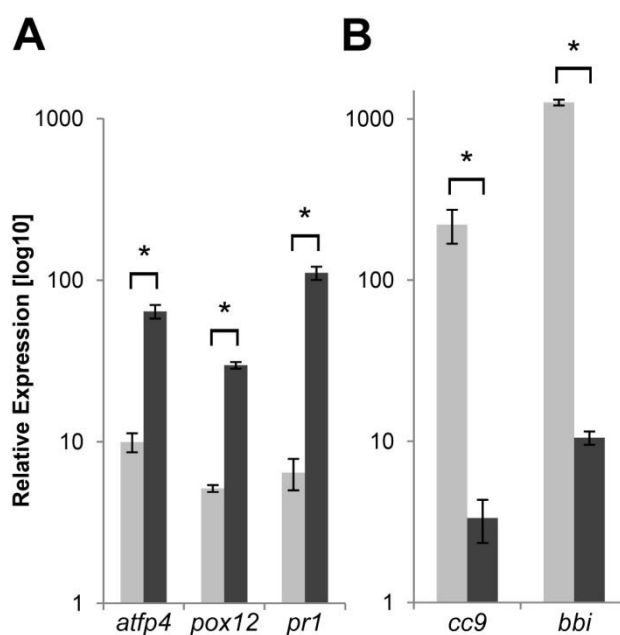 A
B
Relative Expression [log10]
1000
100
10
1
*
*
*
atfp4 pox12 pr1
1000
100
10
1
*
*
cc9 bbi